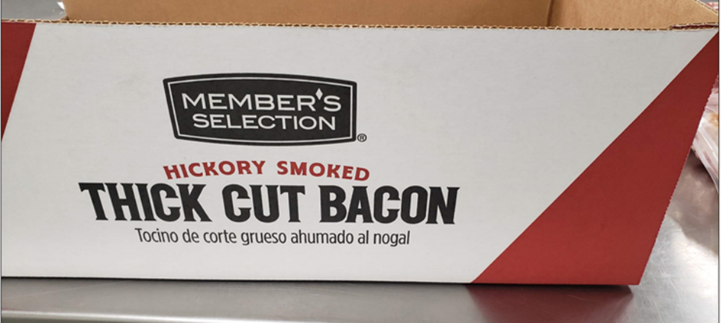 MEMBER'S
SELECTION
®
HICKORY SMOKED
THICK CUT BACON
Tocino de corte grueso ahumado al nogal